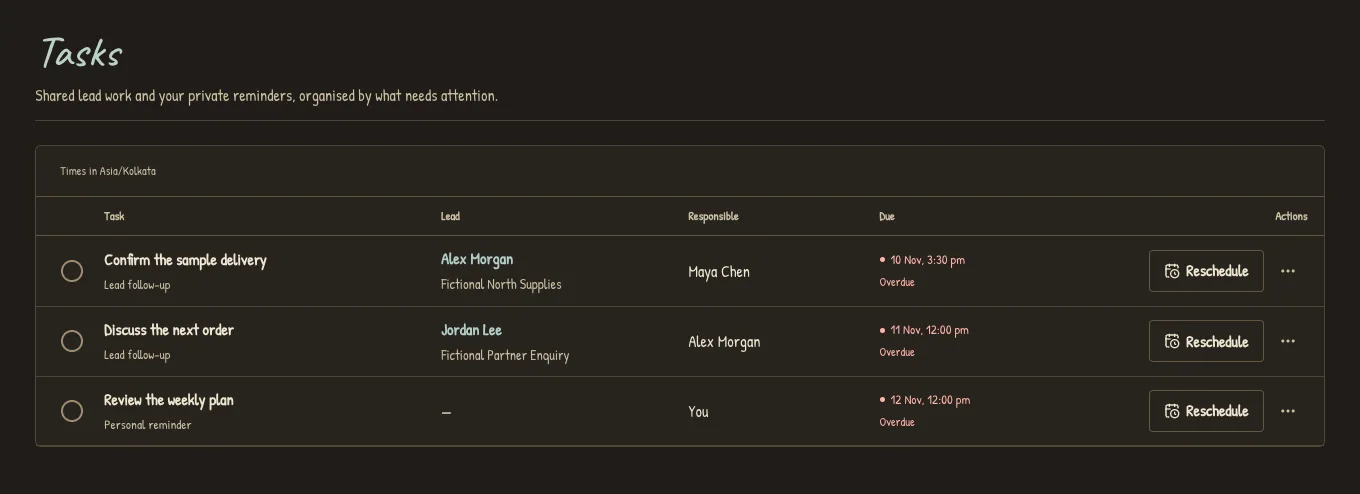 Tasks
Shared lead work and your private reminders, organised by what needs attention.
Times in Asia/Kolkata
Task Lead Responsible Due Actions
Confirm the sample delivery Alex Morgan Maya Chen 10 Nov, 3:30 pm Reschedule
Lead follow-up Fictional North Supplies Overdue
Discuss the next order Jordan Lee Alex Morgan 11 Nov, 12:00 pm Reschedule
Lead follow-up Fictional Partner Enquiry Overdue
Review the weekly plan — You 12 Nov, 12:00 pm Reschedule
Personal reminder Overdue